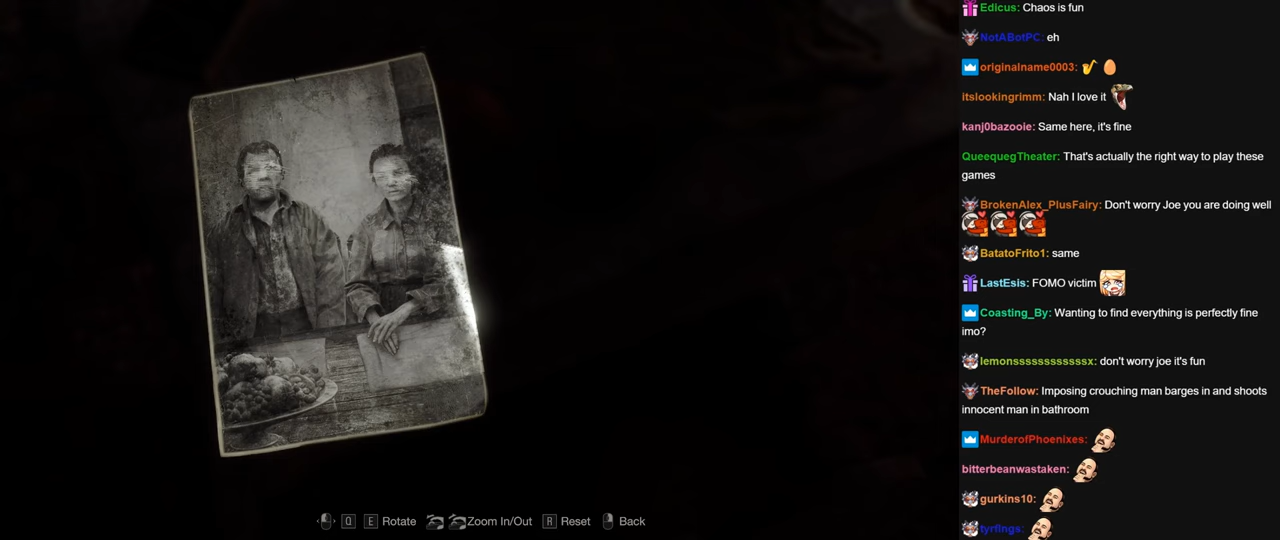 Edicus: Chaos is fun
NotABotPC: eh
originalname0003:
itslookingrimm: Nah I love it
kanj0bazooie: Same here, it's fine
QueequegTheater: That's actually the right way to play these
games
BrokenAlex_PlusFairy: Don't worry Joe you are doing well
BatatoFrito1: same
LastEsis: FOMO victim
Coasting_By: Wanting to find everything is perfectly fine
imo?
lemonsssssssssssssx: don't worry joe it's fun
TheFollow: Imposing crouching man barges in and shoots
innocent man in bathroom
MurderofPhoenixes:
bitterbeanwastaken:
gurkins10:
tyrflngs:
Q E Rotate Zoom In/Out R Reset Back